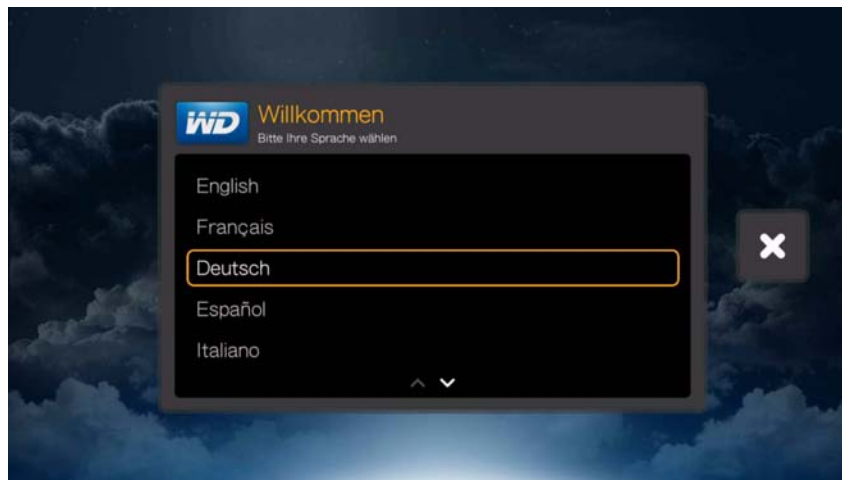 WD
Willkommen
Bitte Ihre Sprache wählen
English
Français
Deutsch
Español
Italiano